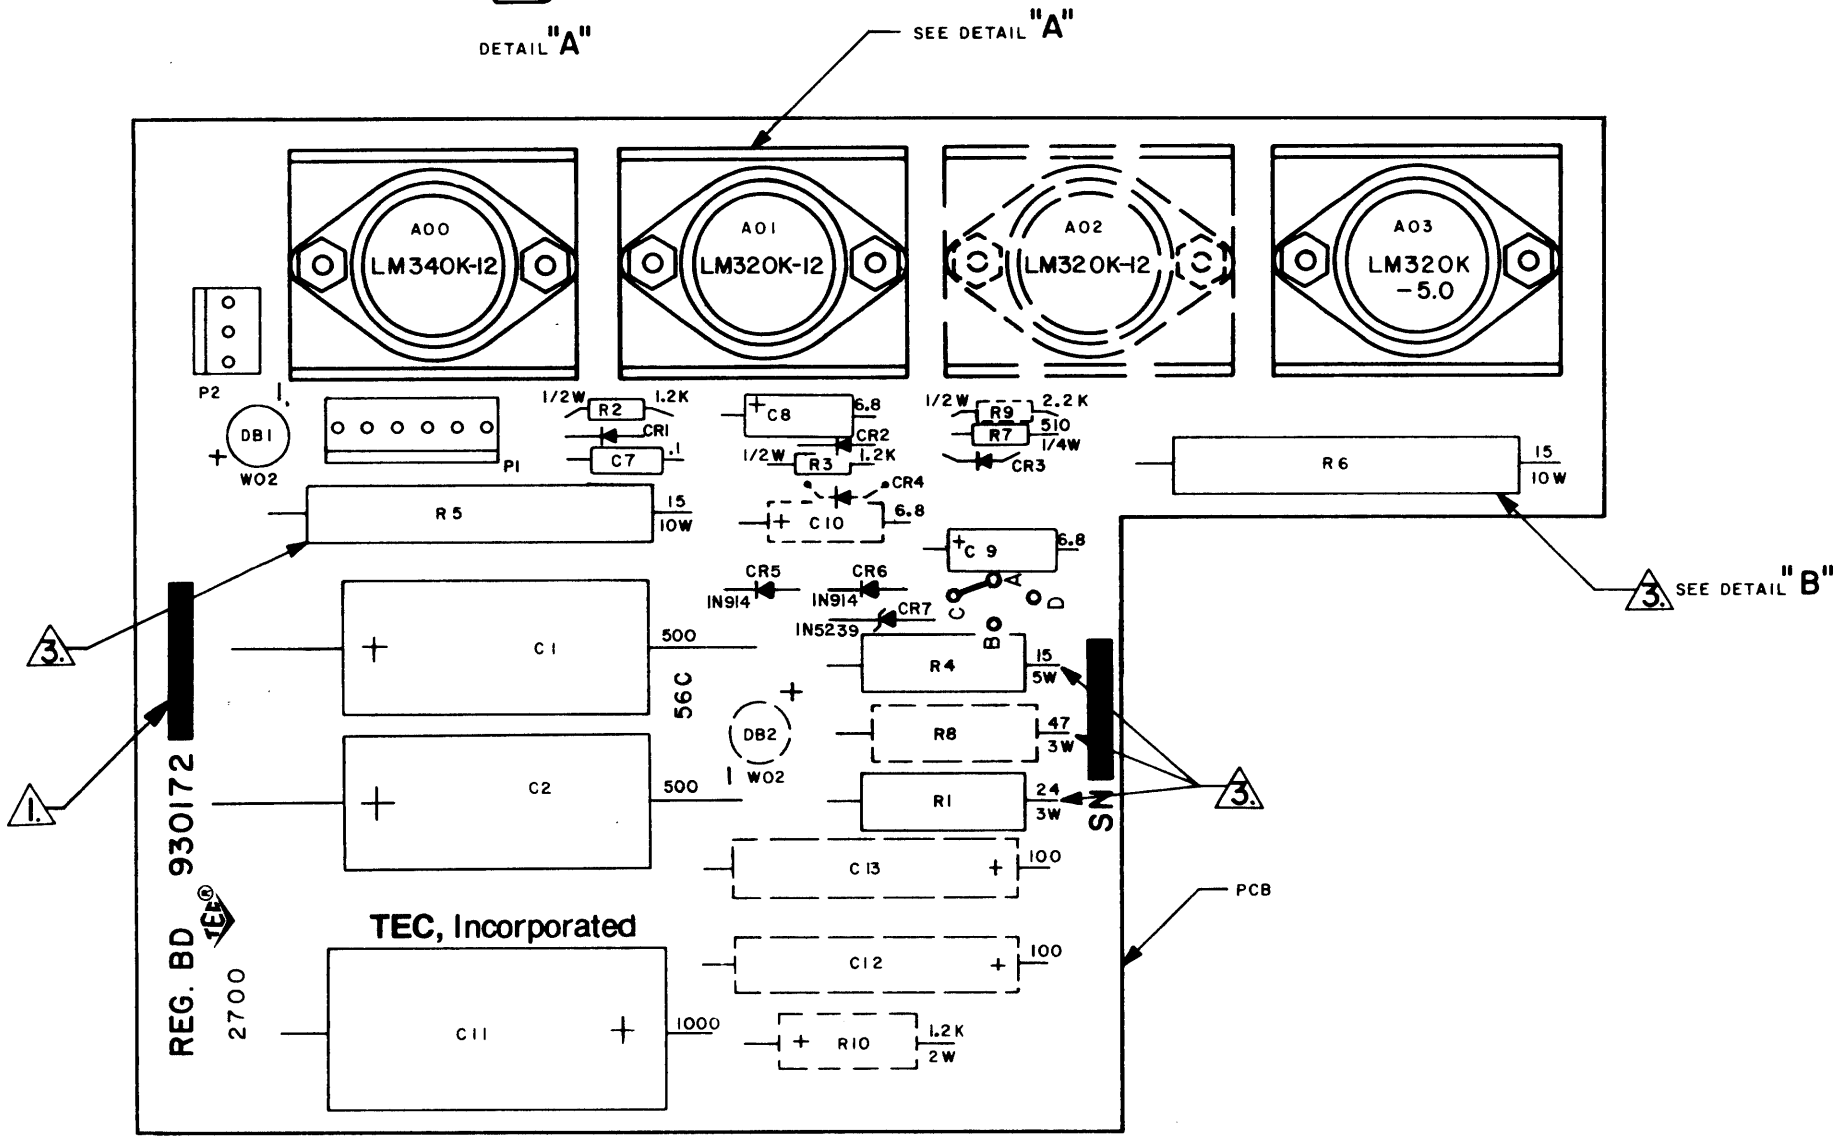 DETAIL "A"
SEE DETAIL "A"
A00
LM340K-12
A01
LM320K-12
A02
LM320K-12
A03
LM320K
-5.0
P2
1.
DB1
+
W02
P1
1/2W
R2
1.2K
CR1
C7
.1
+
C8
6.8
CR2
1/2W
R3
1.2K
CR4
+
C10
6.8
1/2W
R9
2.2K
R7
510
1/4W
CR3
R6
15
10W
R5
15
10W
+
C9
6.8
A
C
D
B
CR5
1N914
CR6
1N914
CR7
1N5239
3.
3. SEE DETAIL "B"
+
C1
500
56C
R4
15
5W
+
DB2
W02
R8
47
3W
+
C2
500
R1
24
3W
SN
3.
1.
C13
+
100
PCB
TEC, Incorporated
C12
+
100
C11
+
1000
+
R10
1.2K
2W
REG. BD TEC® 930172
2700